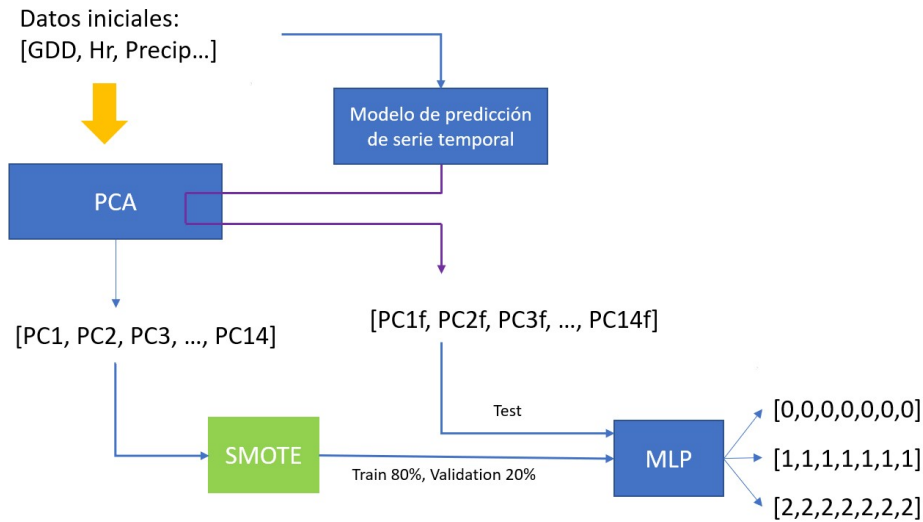 Datos iniciales:
[GDD, Hr, Precip...]
Modelo de predicción
de serie temporal
PCA
[PC1, PC2, PC3, ..., PC14]
[PC1f, PC2f, PC3f, ..., PC14f]
Test
SMOTE
Train 80%, Validation 20%
MLP
[0,0,0,0,0,0,0]
[1,1,1,1,1,1,1]
[2,2,2,2,2,2,2]